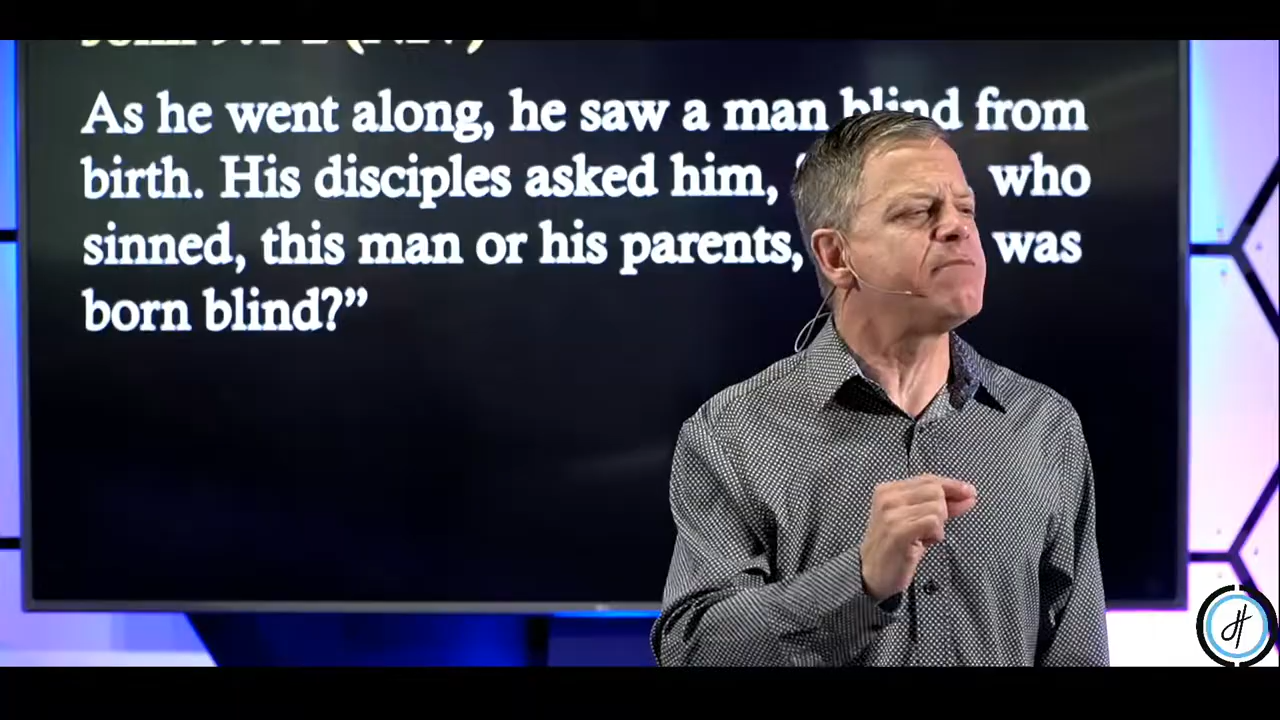 As he went along, he saw a man blind from
birth. His disciples asked him, who
sinned, this man or his parents, was
born blind?”